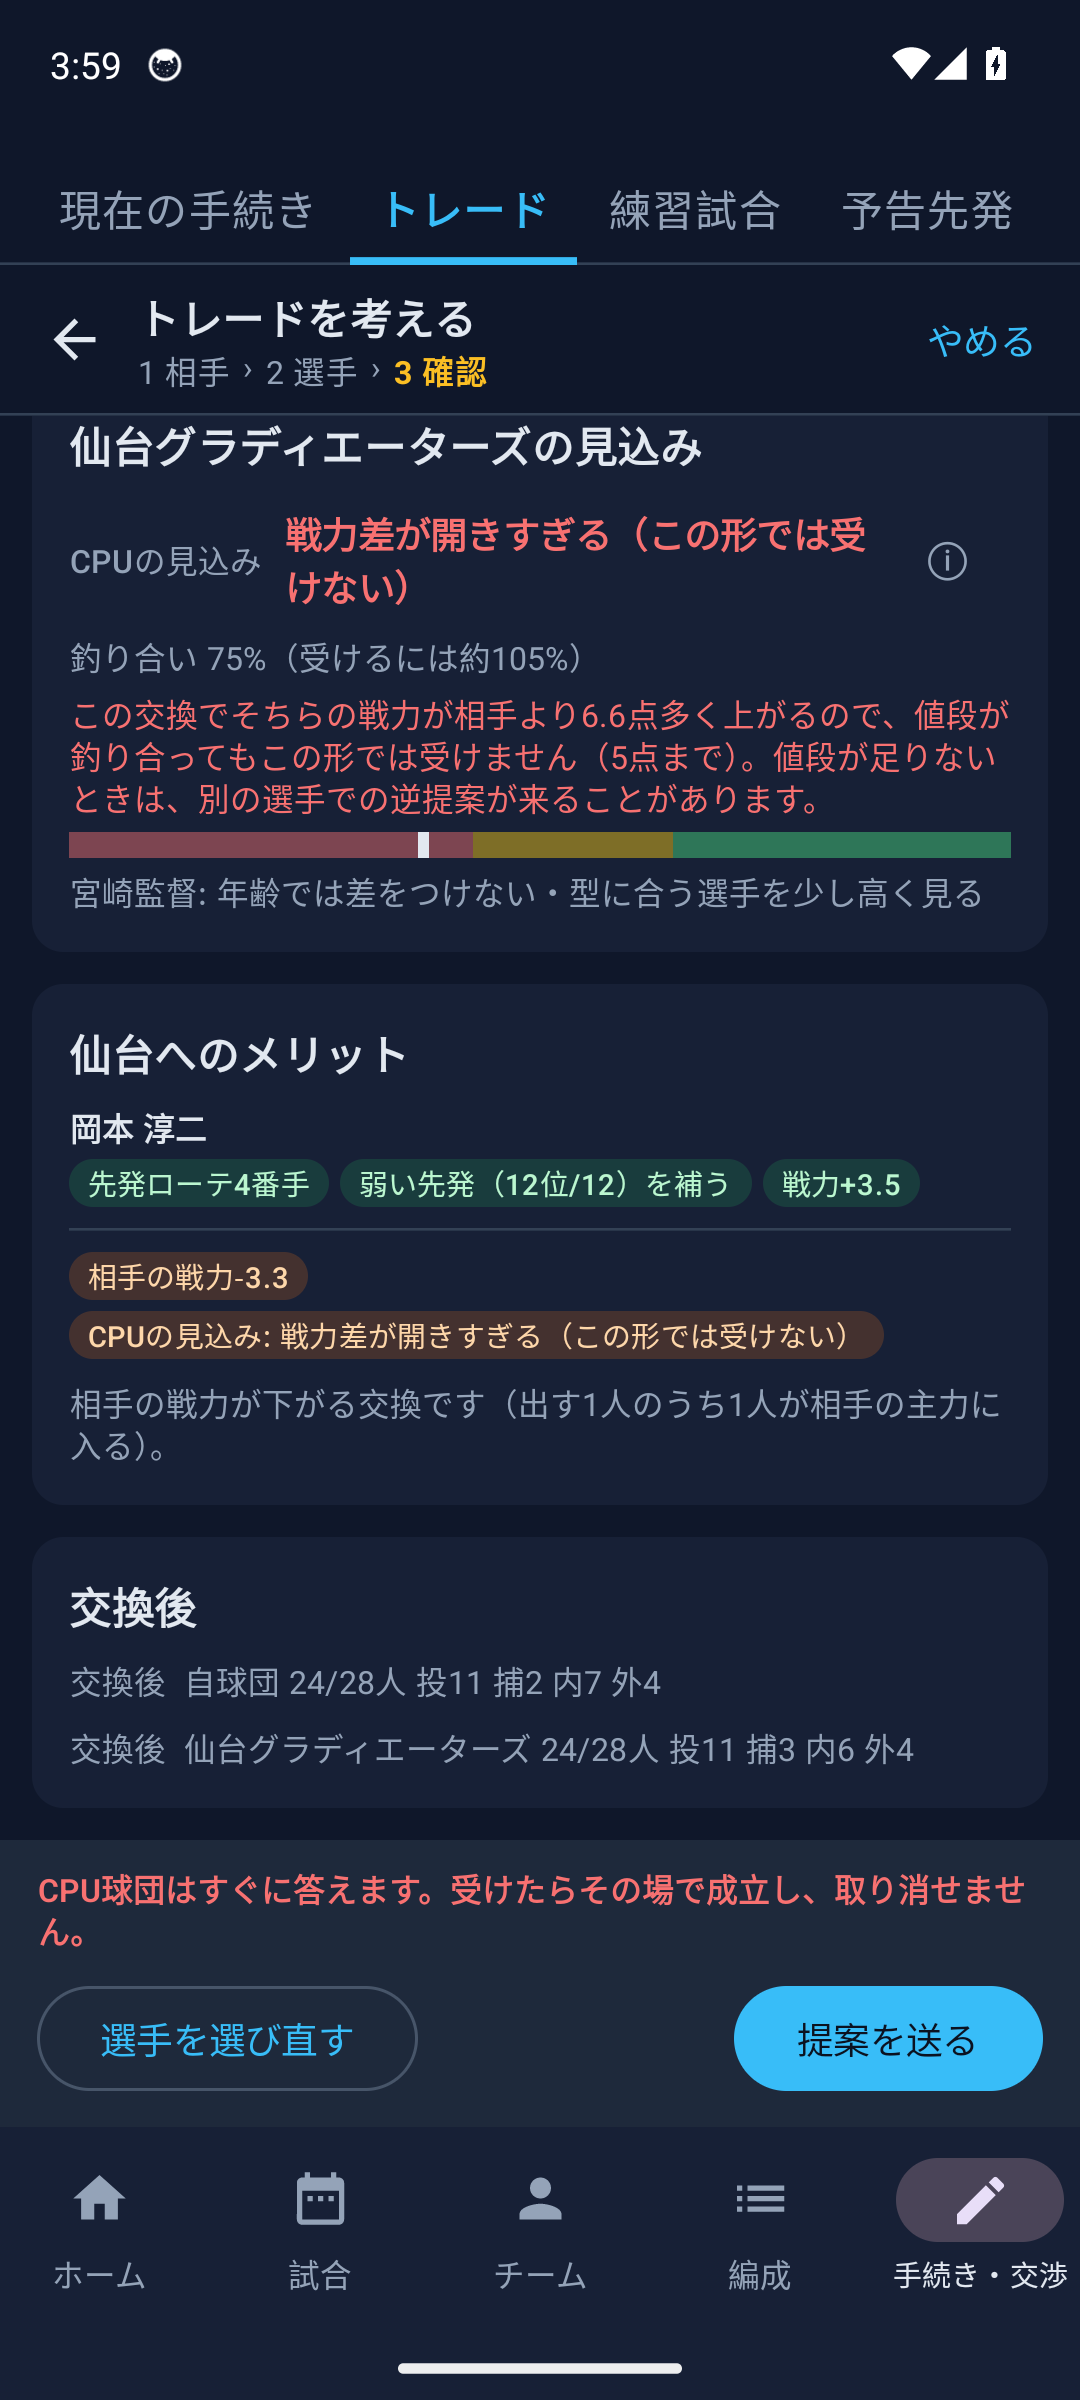 3:59
現在の手続き トレード 練習試合 予告先発
トレードを考える
1 相手 › 2 選手 › 3 確認
やめる
仙台グラディエーターズの見込み
CPUの見込み 戦力差が開きすぎる（この形では受
けない）
釣り合い 75%（受けるには約105%）
この交換でそちらの戦力が相手より6.6点多く上がるので、値段が
釣り合ってもこの形では受けません（5点まで）。値段が足りない
ときは、別の選手での逆提案が来ることがあります。
宮崎監督: 年齢では差をつけない・型に合う選手を少し高く見る
仙台へのメリット
岡本 淳二
先発ローテ4番手 弱い先発（12位/12）を補う 戦力+3.5
相手の戦力-3.3
CPUの見込み: 戦力差が開きすぎる（この形では受けない）
相手の戦力が下がる交換です（出す1人のうち1人が相手の主力に
入る）。
交換後
交換後 自球団 24/28人 投11 捕2 内7 外4
交換後 仙台グラディエーターズ 24/28人 投11 捕3 内6 外4
CPU球団はすぐに答えます。受けたらその場で成立し、取り消せませ
ん。
選手を選び直す 提案を送る
ホーム 試合 チーム 編成 手続き・交渉